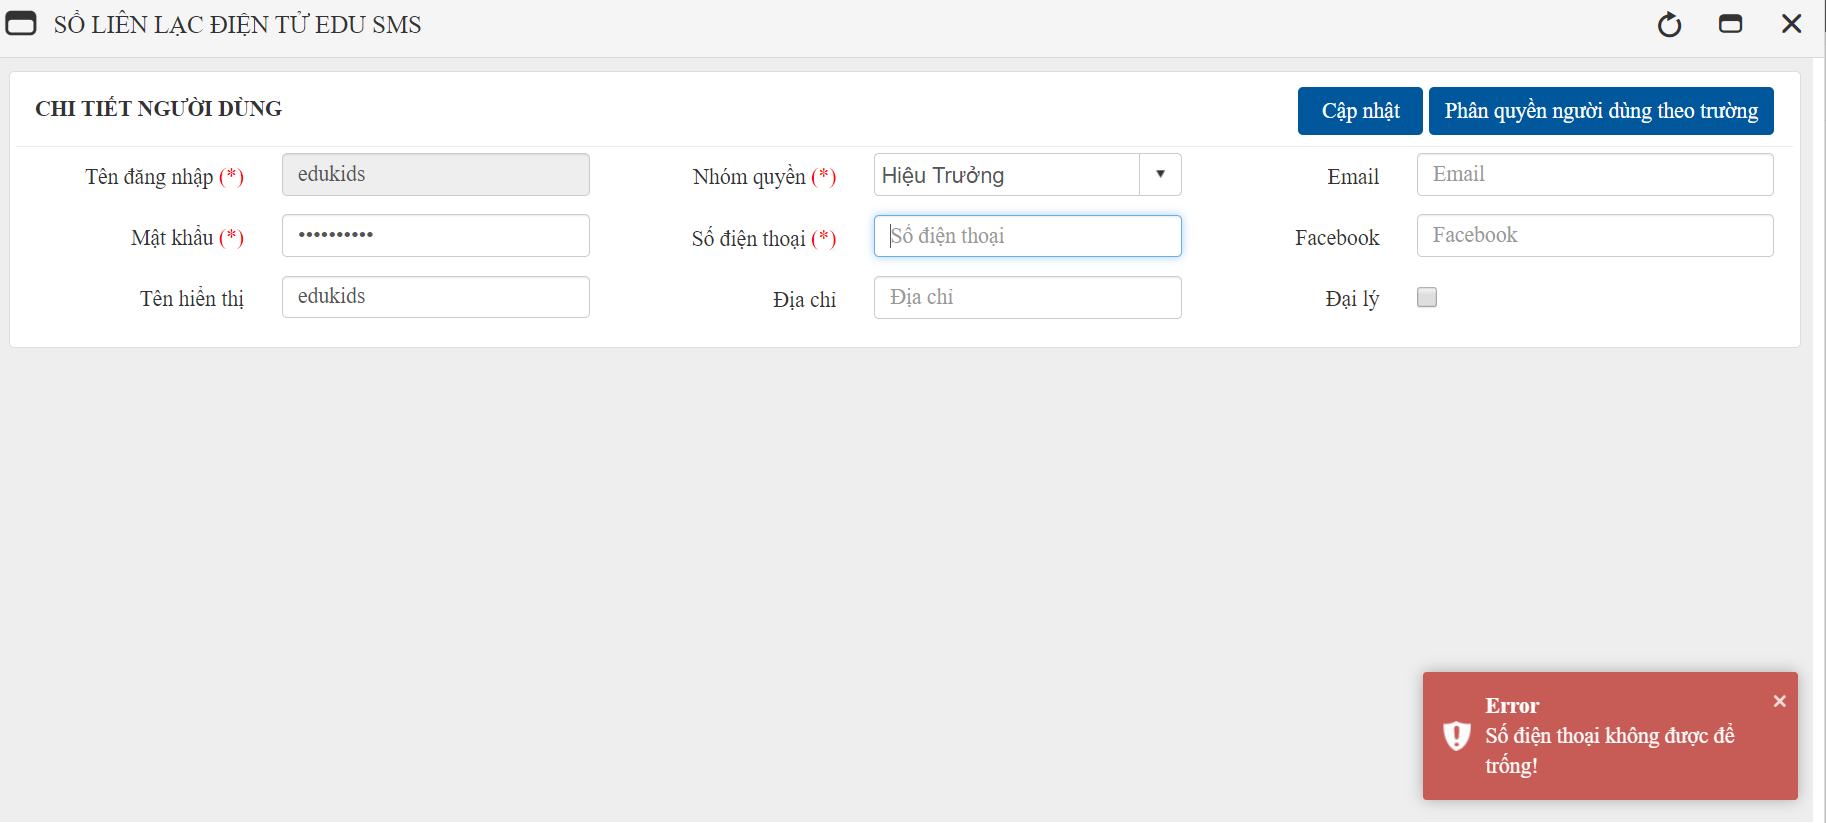 SỔ LIÊN LẠC ĐIỆN TỬ EDU SMS
CHI TIẾT NGƯỜI DÙNG
Cập nhật
Phân quyền người dùng theo trường
Tên đăng nhập (*)
edukids
Nhóm quyền (*)
Hiệu Trưởng
Email
Email
Mật khẩu (*)
••••••••••
Số điện thoại (*)
Số điện thoại
Facebook
Facebook
Tên hiển thị
edukids
Địa chỉ
Địa chỉ
Đại lý
Error
Số điện thoại không được để
trống!